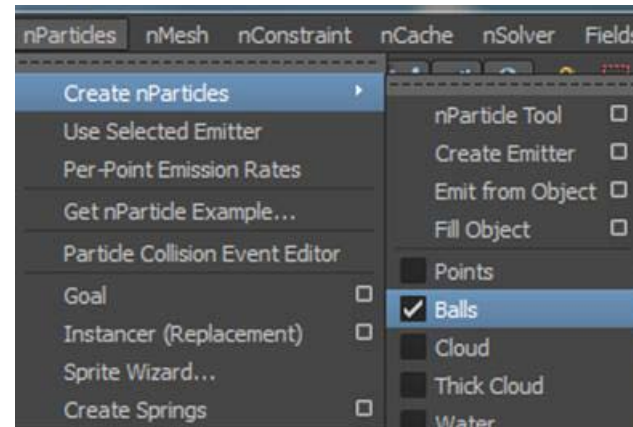 nParticles nMesh nConstraint nCache nSolver Fields
Create nParticles
Use Selected Emitter
Per-Point Emission Rates
Get nParticle Example...
Particle Collision Event Editor
Goal
Instancer (Replacement)
Sprite Wizard...
Create Springs
nParticle Tool
Create Emitter
Emit from Object
Fill Object
Points
Balls
Cloud
Thick Cloud
Water